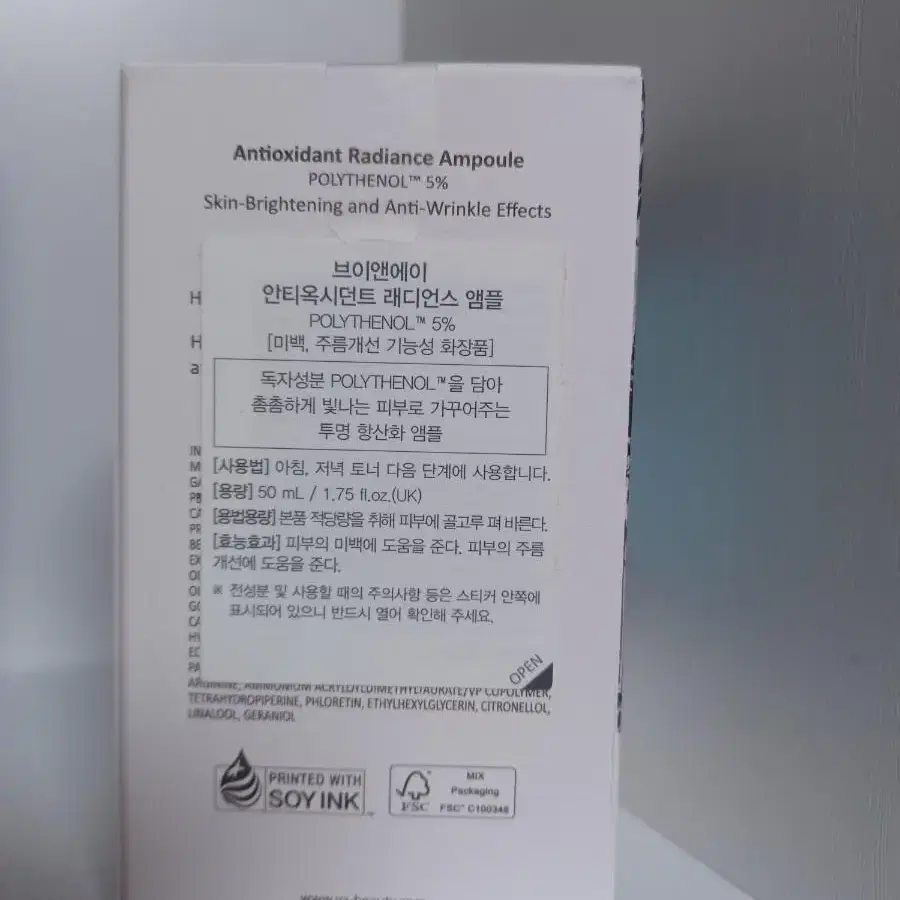 Antioxidant Radiance Ampoule
POLYTHENOL™ 5%
Skin-Brightening and Anti-Wrinkle Effects
브이앤에이
안티옥시던트 래디언스 앰플
POLYTHENOL™ 5%
[미백, 주름개선 기능성 화장품]
독자성분 POLYTHENOL™을 담아
촘촘하게 빛나는 피부로 가꾸어주는
투명 항산화 앰플
[사용법] 아침, 저녁 토너 다음 단계에 사용합니다.
[용량] 50 mL / 1.75 fl.oz.(UK)
[용법용량] 본품 적당량을 취해 피부에 골고루 펴 바른다.
[효능효과] 피부의 미백에 도움을 준다. 피부의 주름
개선에 도움을 준다.
※ 전성분 및 사용할 때의 주의사항 등은 스티커 안쪽에
표시되어 있으니 반드시 열어 확인해 주세요.
OPEN
ARGININE, AMMONIUM ACRYLOYLDIMETHYLTAURATE/VP COPOLYMER,
TETRAHYDROPIPERINE, PHLORETIN, ETHYLHEXYLGLYCERIN, CITRONELLOL,
LINALOOL, GERANIOL
PRINTED WITH
SOY INK™
FSC
MIX
Packaging
FSC™ C100346